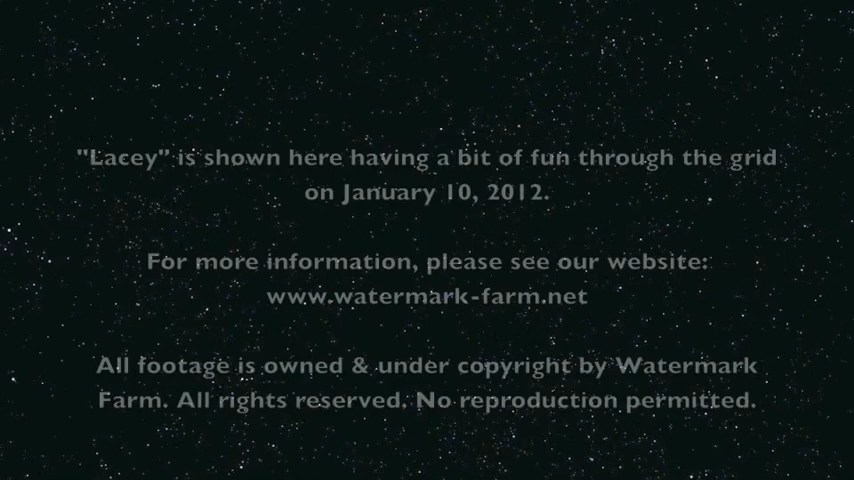 "Lacey" is shown here having a bit of fun through the grid
on January 10, 2012.
For more information, please see our website:
www.watermark-farm.net
All footage is owned & under copyright by Watermark
Farm. All rights reserved. No reproduction permitted.